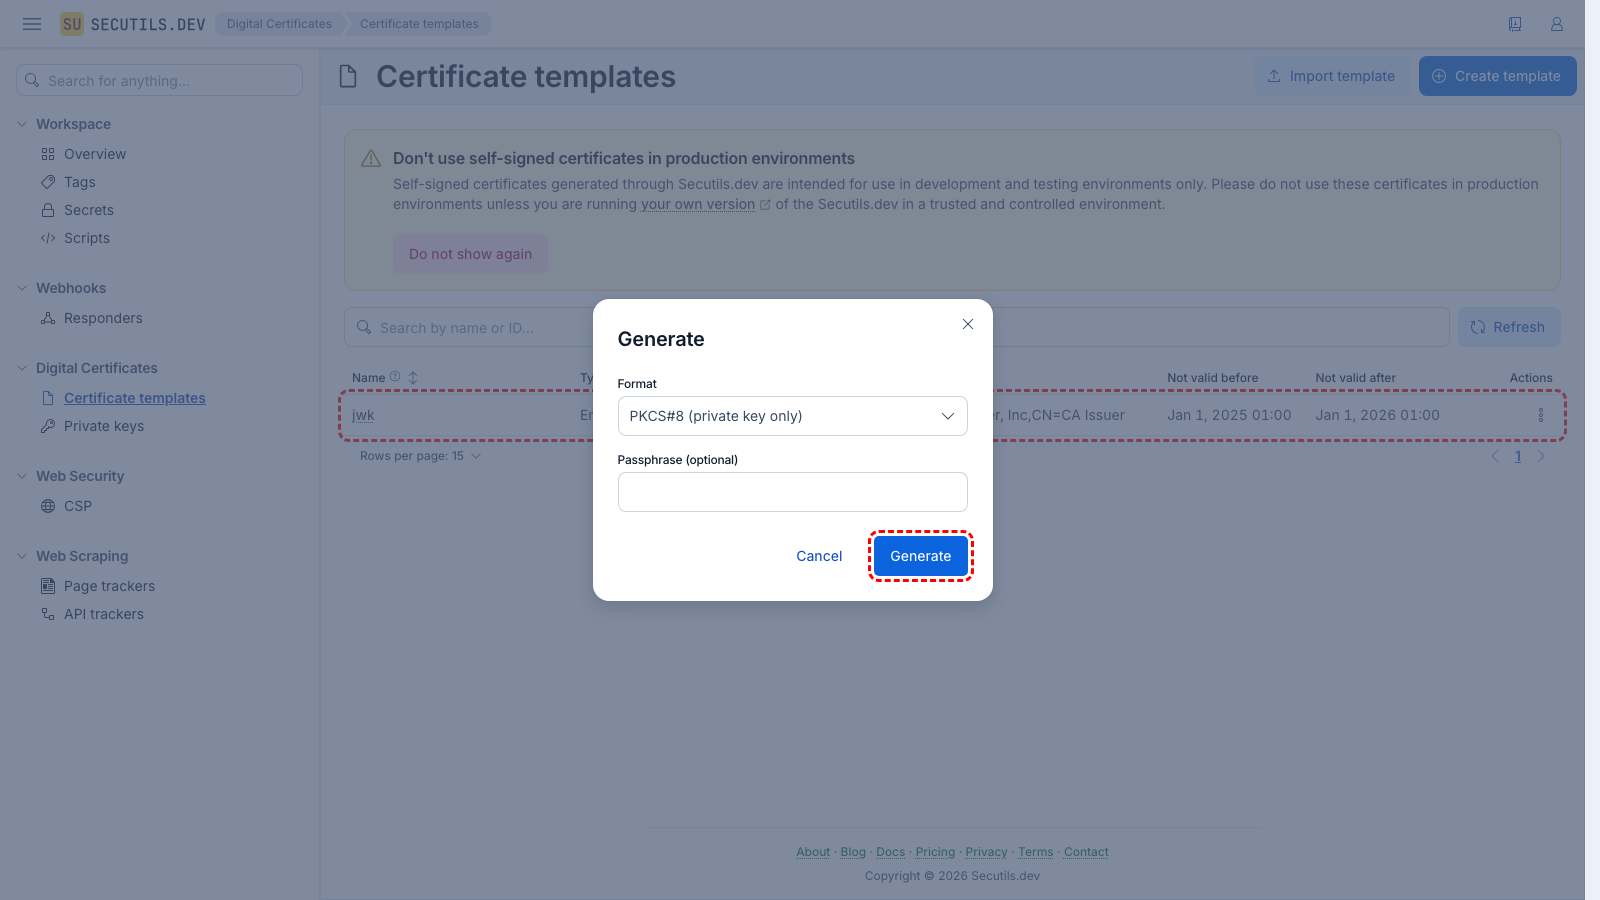 SU SECUTILS.DEV
Digital Certificates
Certificate templates
Search for anything...
Workspace
Overview
Tags
Secrets
Scripts
Webhooks
Responders
Digital Certificates
Certificate templates
Private keys
Web Security
CSP
Web Scraping
Page trackers
API trackers
Certificate templates
Import template
Create template
Don't use self-signed certificates in production environments
Self-signed certificates generated through Secutils.dev are intended for use in development and testing environments only. Please do not use these certificates in production
environments unless you are running your own version of the Secutils.dev in a trusted and controlled environment.
Do not show again
Search by name or ID...
Refresh
Name
Not valid before
Not valid after
Actions
jwk
, Inc,CN=CA Issuer
Jan 1, 2025 01:00
Jan 1, 2026 01:00
Rows per page: 15
1
Generate
Format
PKCS#8 (private key only)
Passphrase (optional)
Cancel
Generate
About · Blog · Docs · Pricing · Privacy · Terms · Contact
Copyright © 2026 Secutils.dev